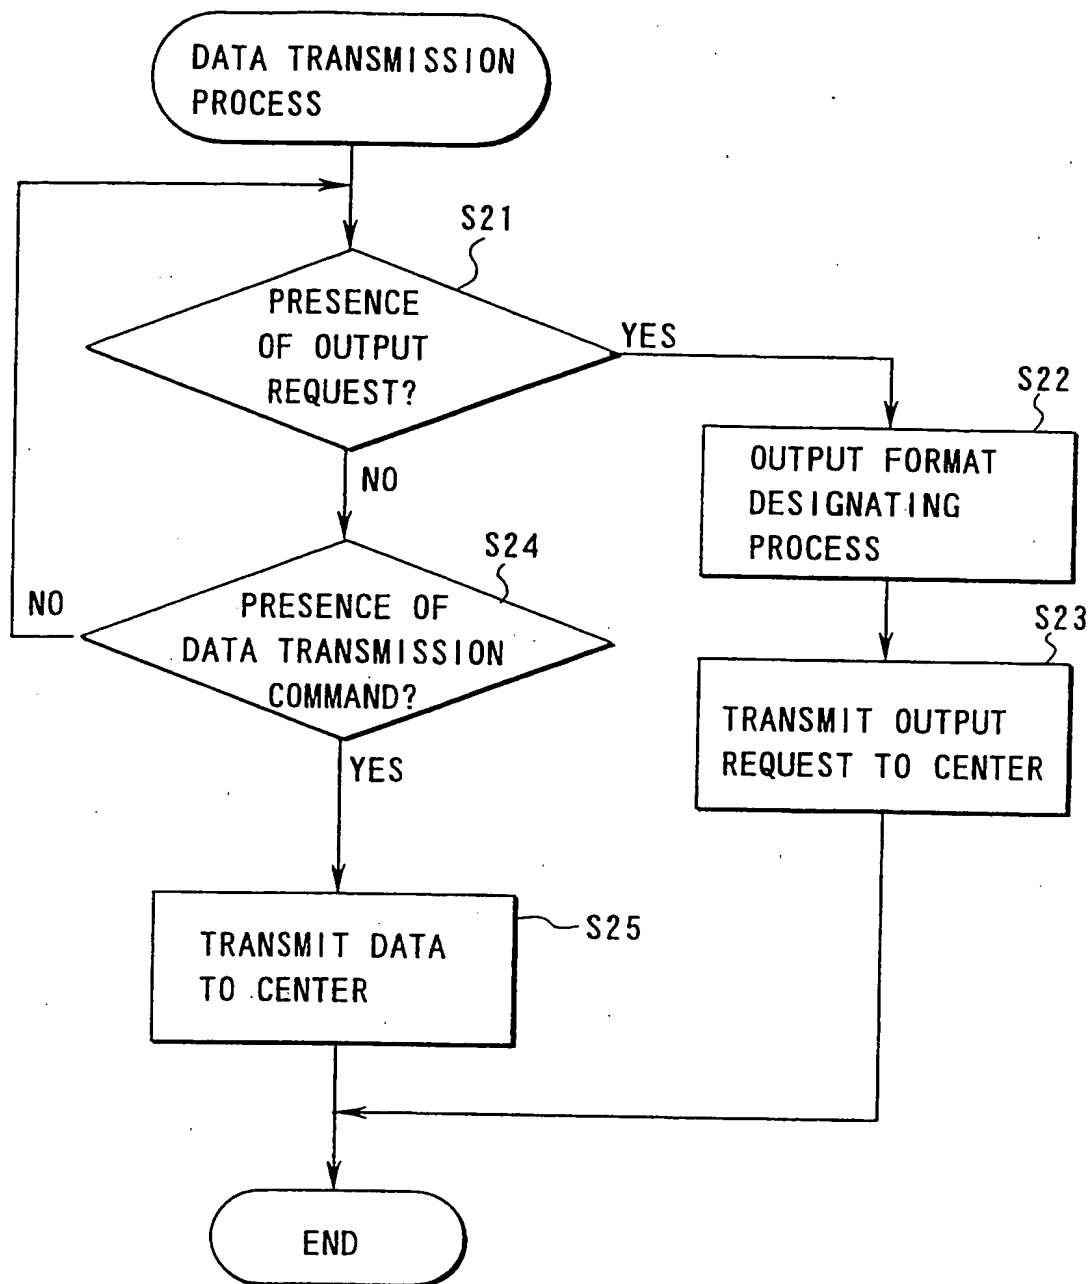 DATA TRANSMISSION
PROCESS
S21
PRESENCE
OF OUTPUT
REQUEST?
YES
NO
S22
OUTPUT FORMAT
DESIGNATING
PROCESS
S24
PRESENCE OF
DATA TRANSMISSION
COMMAND?
NO
YES
S23
TRANSMIT OUTPUT
REQUEST TO CENTER
S25
TRANSMIT DATA
TO CENTER
END